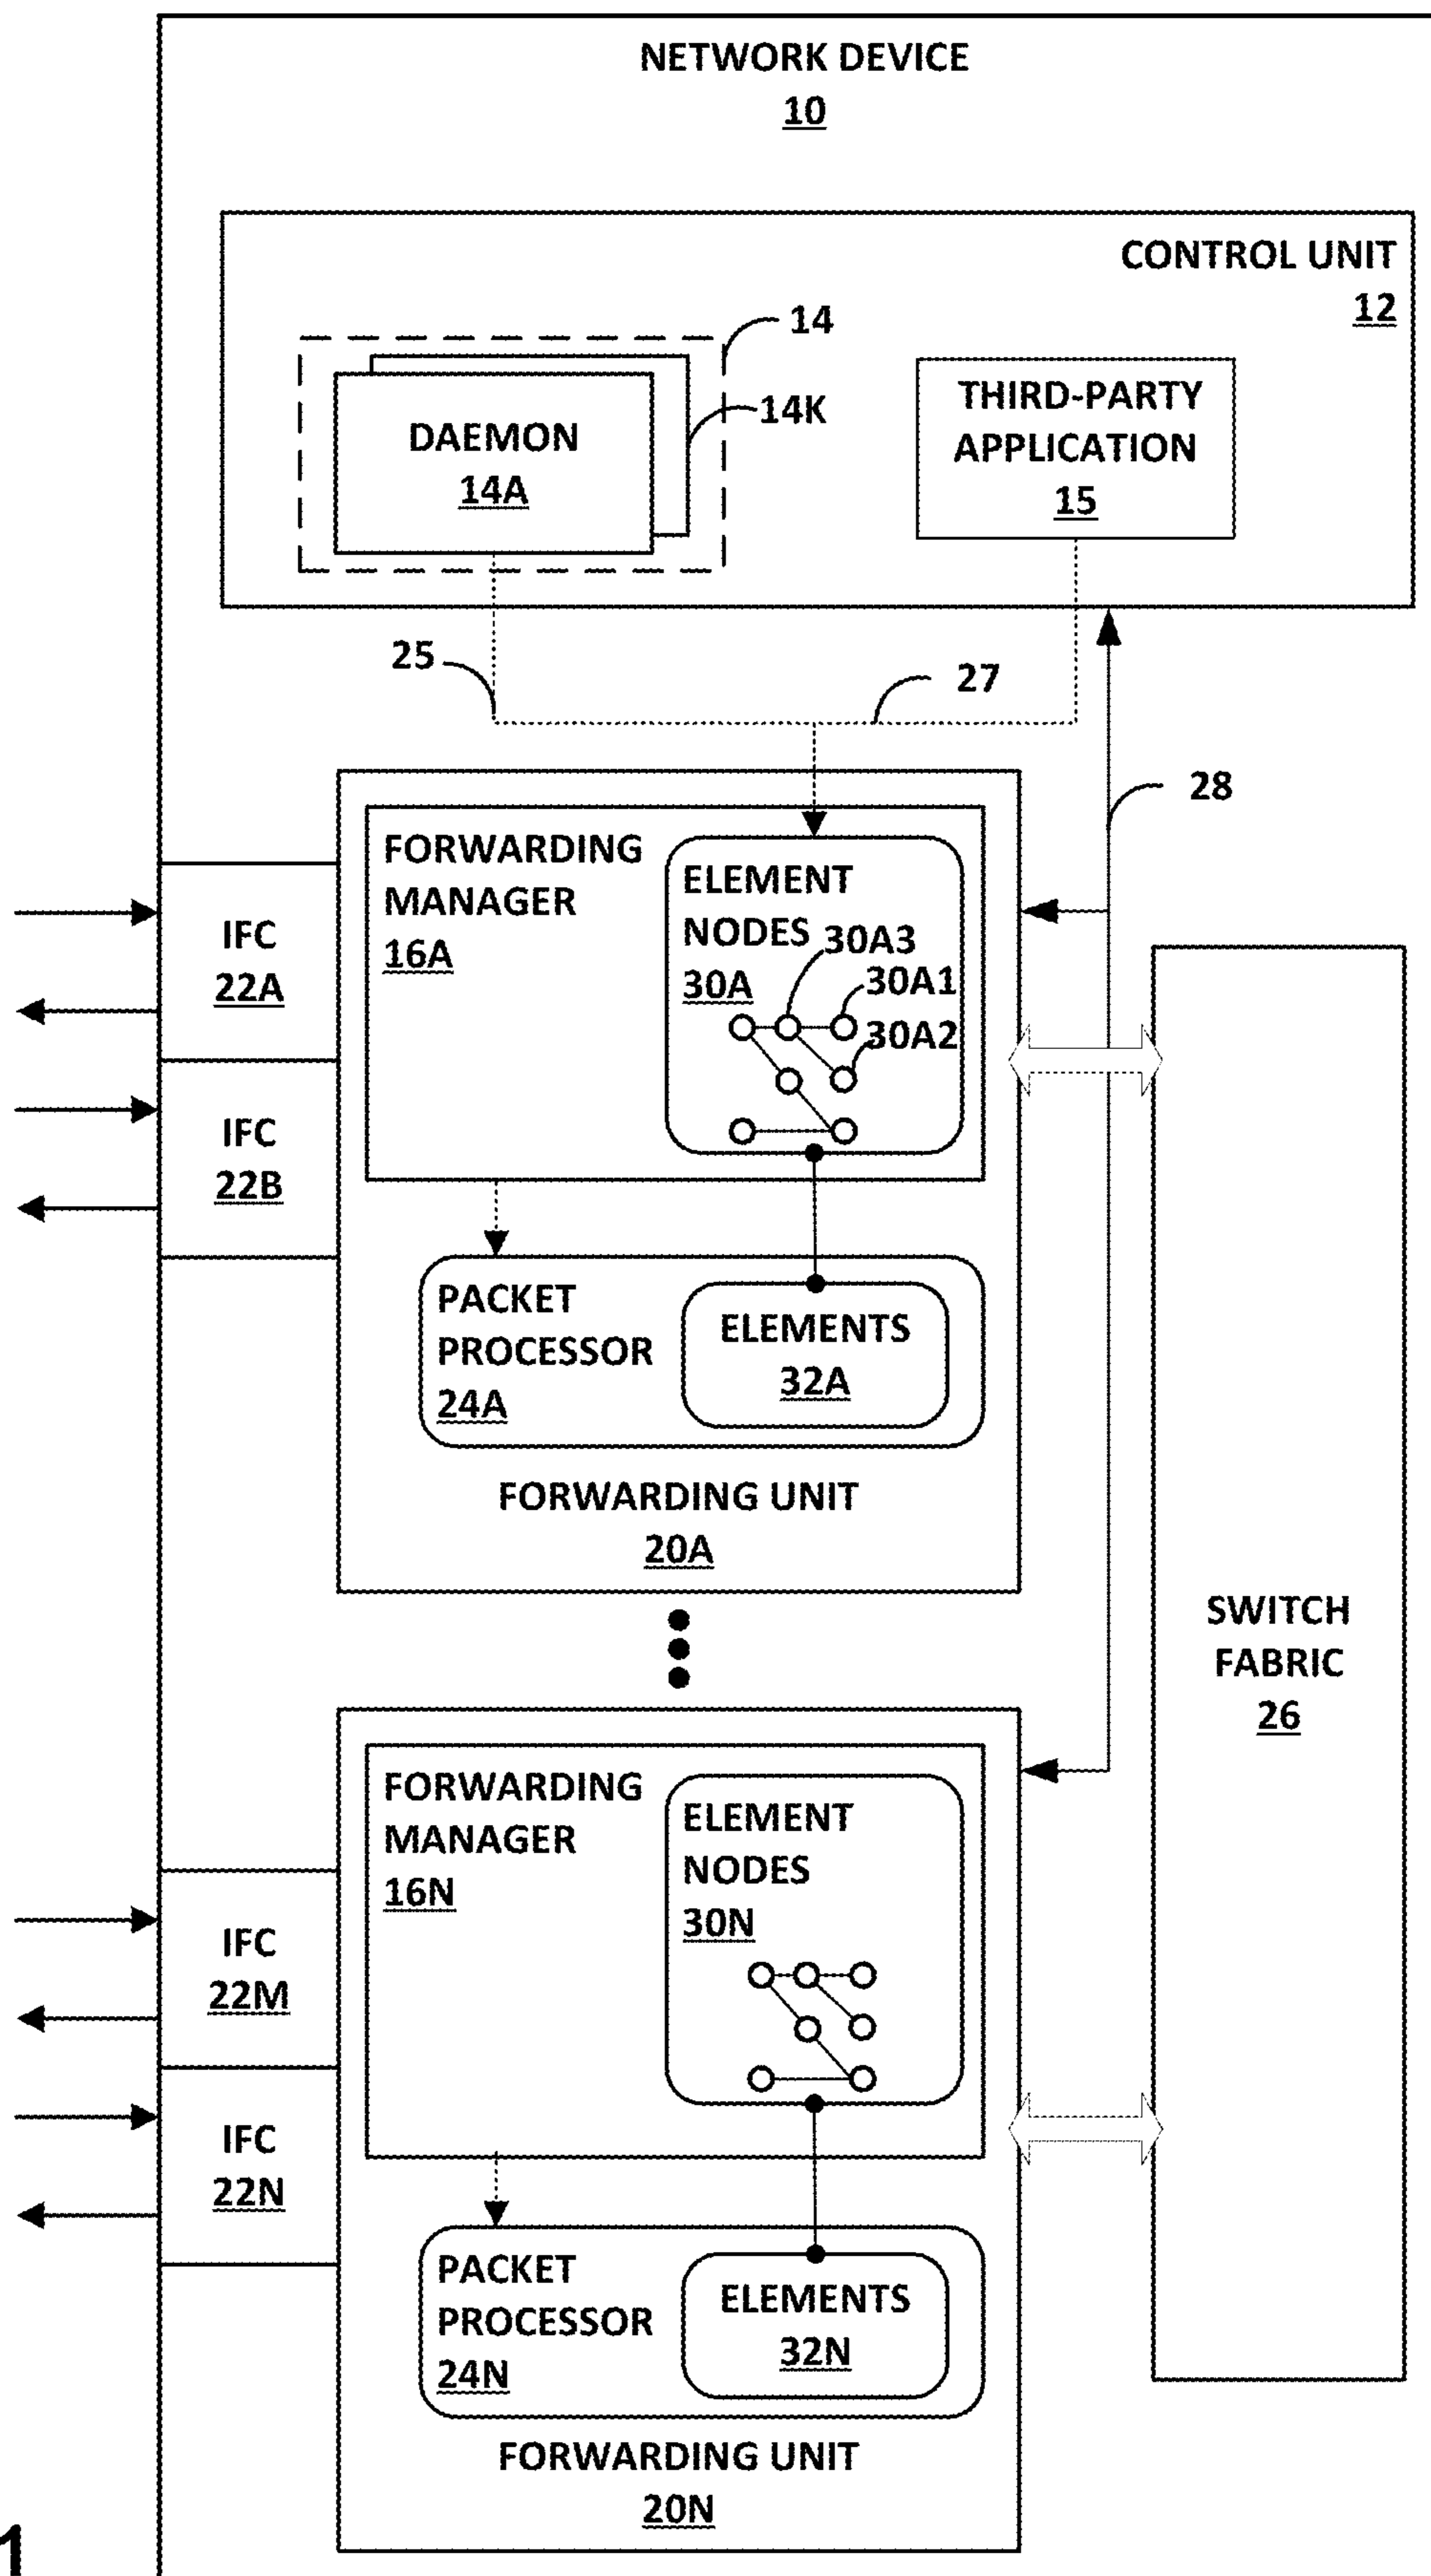 NETWORK DEVICE
10
CONTROL UNIT
12
14
14K
DAEMON
14A
THIRD-PARTY
APPLICATION
15
25
27
28
FORWARDING
MANAGER
16A
ELEMENT
NODES
30A
30A3
30A1
30A2
IFC
22A
IFC
22B
PACKET
PROCESSOR
24A
ELEMENTS
32A
FORWARDING UNIT
20A
SWITCH
FABRIC
26
FORWARDING
MANAGER
16N
ELEMENT
NODES
30N
IFC
22M
IFC
22N
PACKET
PROCESSOR
24N
ELEMENTS
32N
FORWARDING UNIT
20N
1